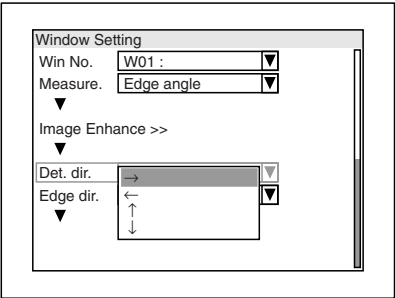 Window Setting
Win No. W01 : ▼
Measure. Edge angle ▼
▼
Image Enhance >>
▼
Det. dir. → ▼
Edge dir. ← ▼
▼ ↑
↓